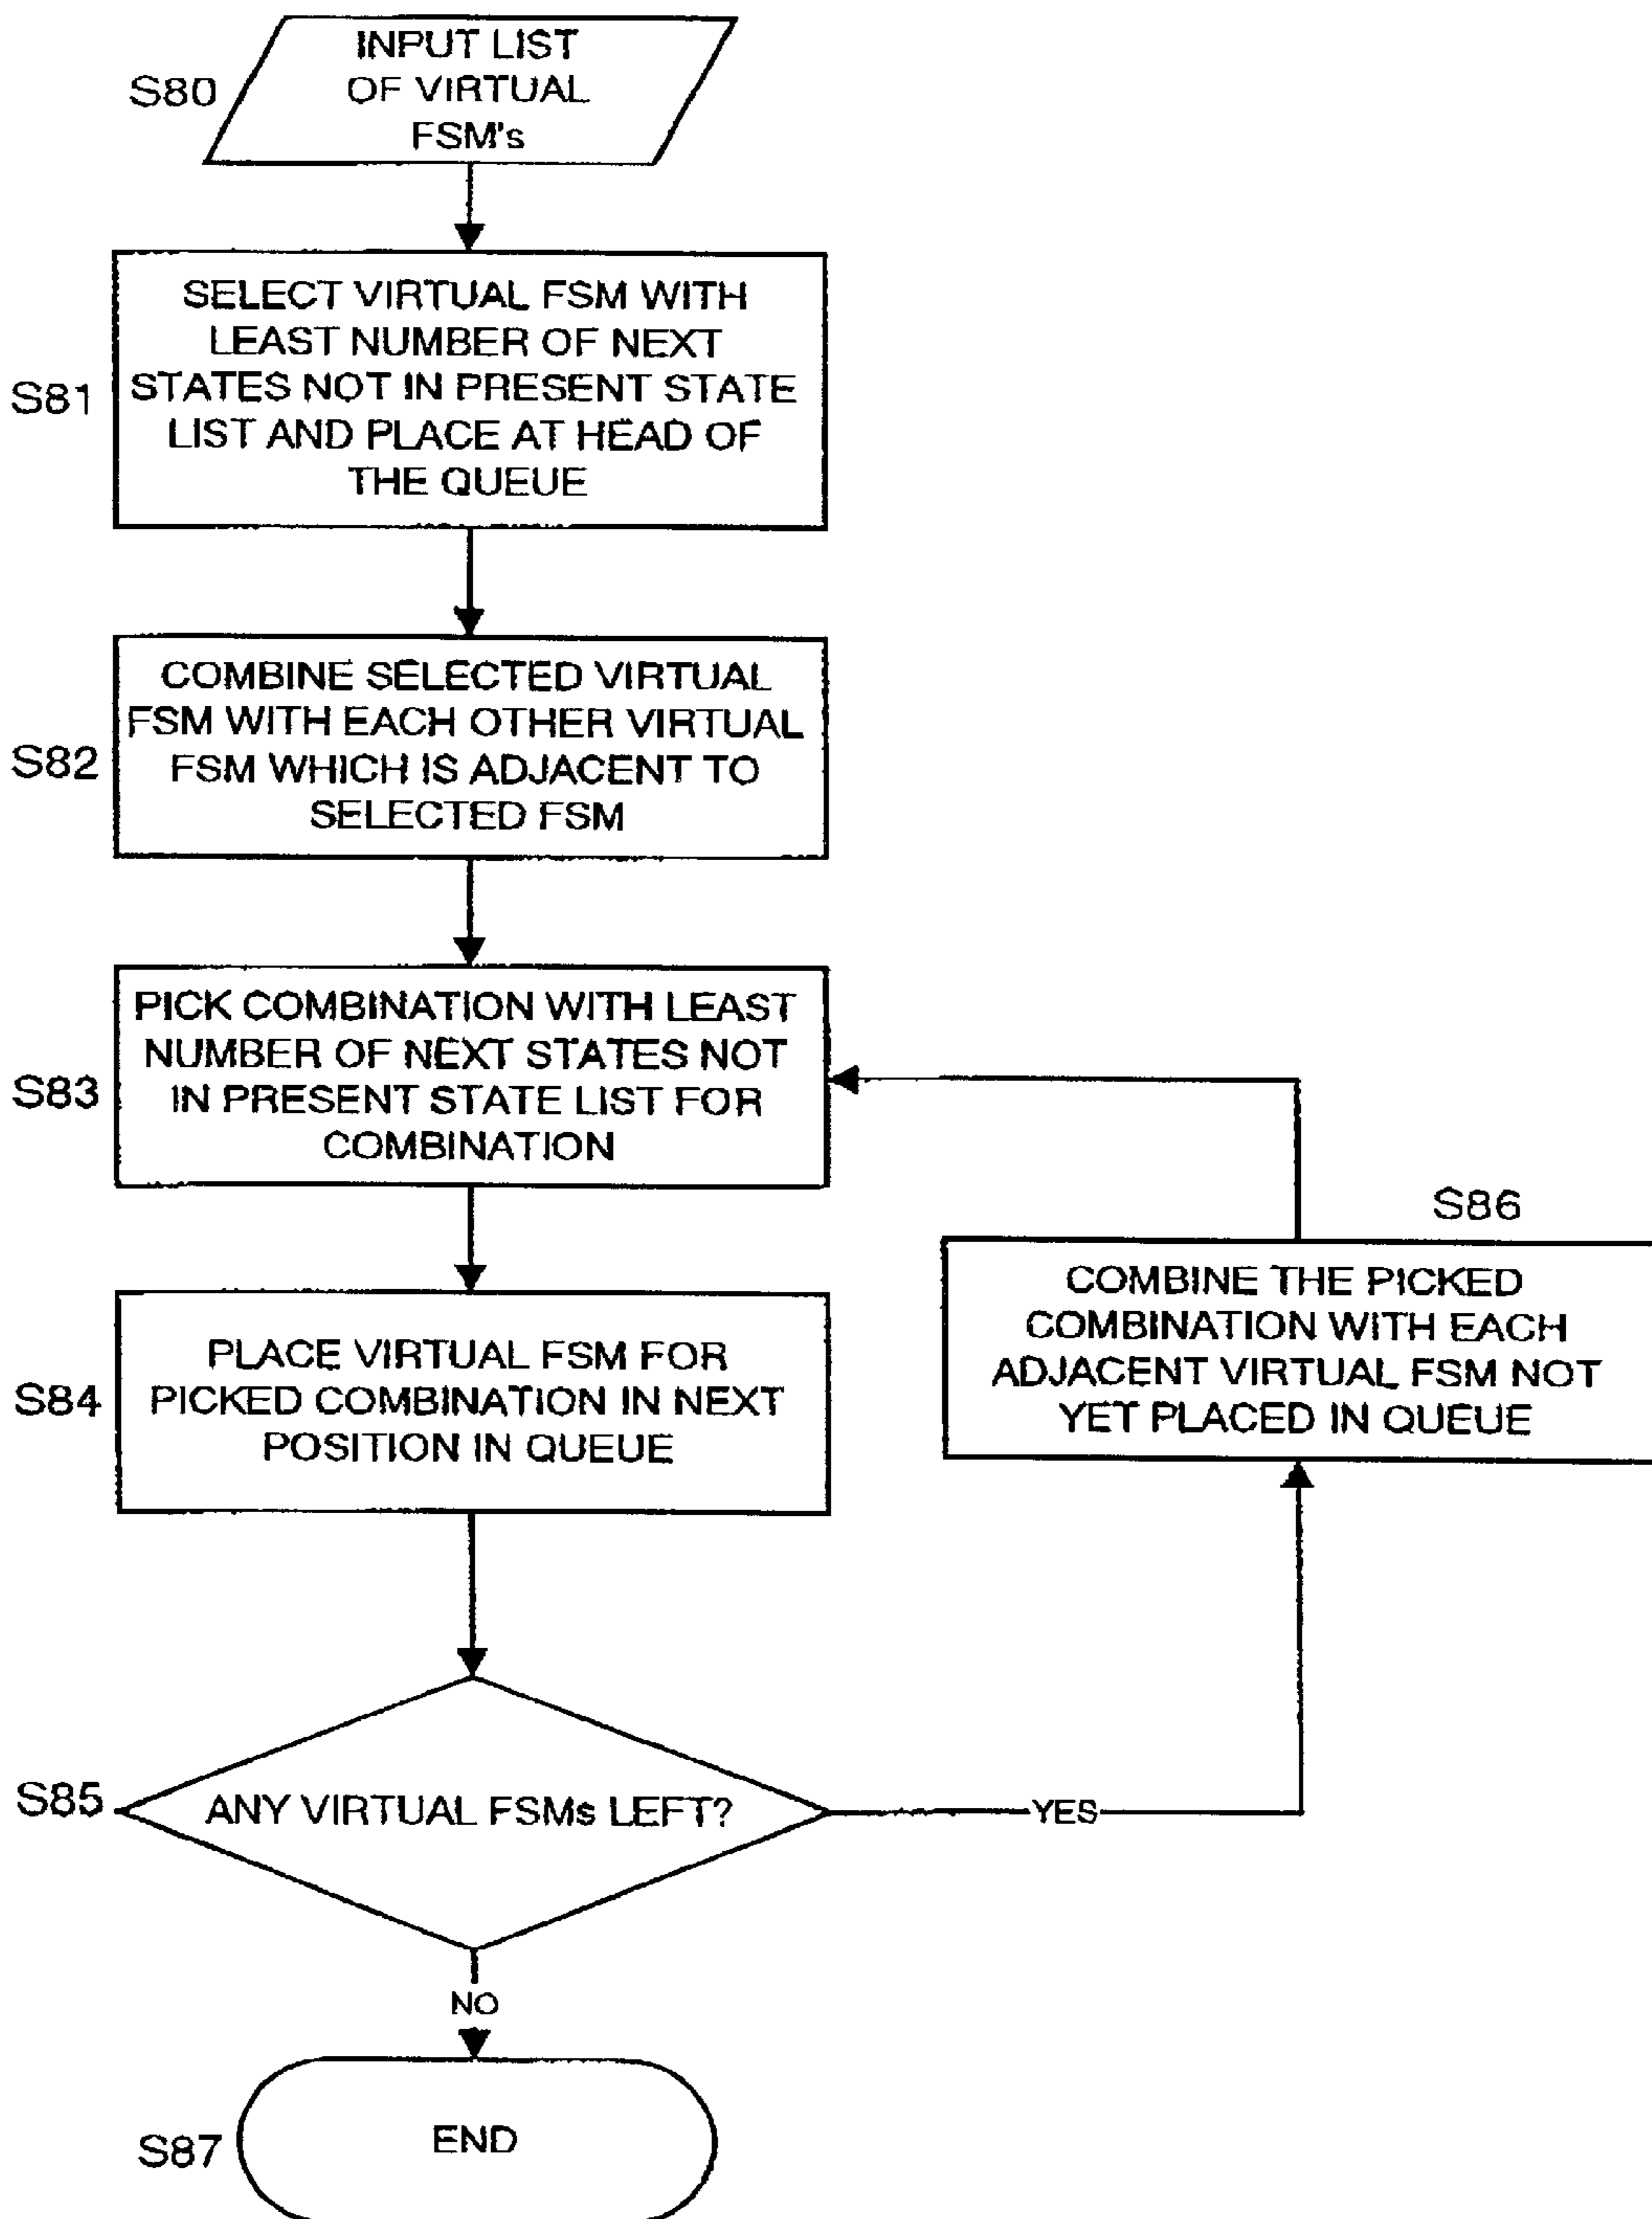 S80
INPUT LIST
OF VIRTUAL
FSM's
S81
SELECT VIRTUAL FSM WITH
LEAST NUMBER OF NEXT
STATES NOT IN PRESENT STATE
LIST AND PLACE AT HEAD OF
THE QUEUE
S82
COMBINE SELECTED VIRTUAL
FSM WITH EACH OTHER VIRTUAL
FSM WHICH IS ADJACENT TO
SELECTED FSM
S83
PICK COMBINATION WITH LEAST
NUMBER OF NEXT STATES NOT
IN PRESENT STATE LIST FOR
COMBINATION
S84
PLACE VIRTUAL FSM FOR
PICKED COMBINATION IN NEXT
POSITION IN QUEUE
S86
COMBINE THE PICKED
COMBINATION WITH EACH
ADJACENT VIRTUAL FSM NOT
YET PLACED IN QUEUE
S85
ANY VIRTUAL FSMs LEFT?
YES
NO
S87
END